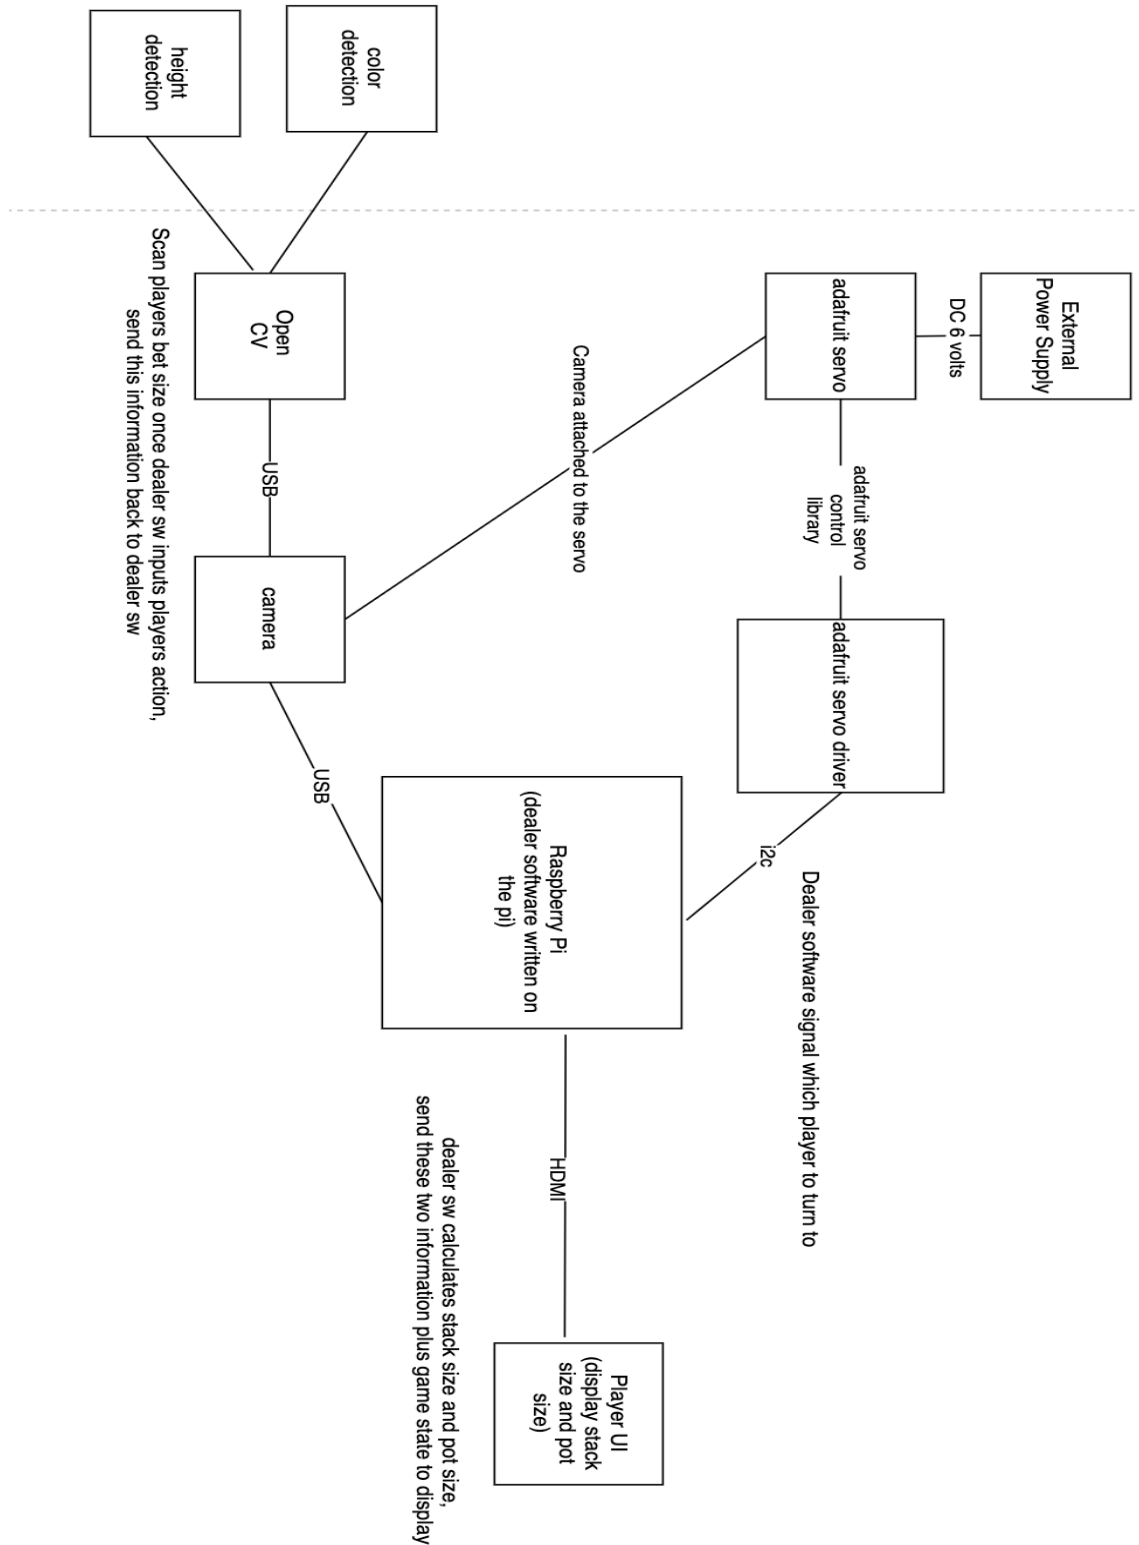 External
Power Supply
DC 6 volts
adafruit servo
adafruit servo
control
library
adafruit servo driver
i2c
Dealer software signal which player to turn to
Camera attached to the servo
color
detection
height
detection
Open
CV
USB
camera
Scan players bet size once dealer sw inputs players action,
send this information back to dealer sw
USB
Raspberry Pi
(dealer software written on
the pi)
HDMI
Player UI
(display stack
size and pot
size)
dealer sw calculates stack size and pot size,
send these two information plus game state to display